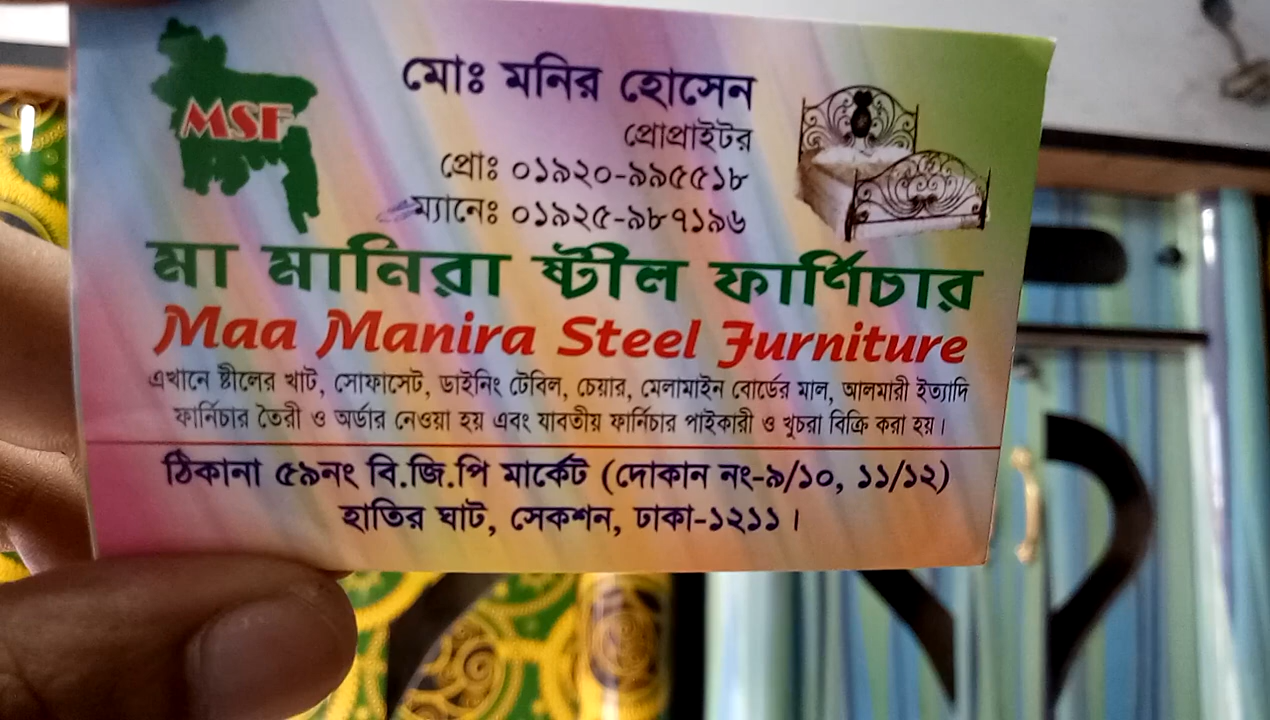 MSF
মোঃ মনির হোসেন
প্রোপ্রাইটর
প্রোঃ ০১৯২০-৯৯৫৫১৮
ম্যানেঃ ০১৯২৫-৯৮৭১৯৬
মা মানিরা ষ্টীল ফার্ণিচার
Maa Manira Steel Furniture
এখানে ষ্টীলের খাট, সোফাসেট, ডাইনিং টেবিল, চেয়ার, মেলামাইন বোর্ডের মাল, আলমারী ইত্যাদি
ফার্নিচার তৈরী ও অর্ডার নেওয়া হয় এবং যাবতীয় ফার্নিচার পাইকারী ও খুচরা বিক্রি করা হয়।
ঠিকানা ৫৯নং বি.জি.পি মার্কেট (দোকান নং-৯/১০, ১১/১২)
হাতির ঘাট, সেকশন, ঢাকা-১২১১।